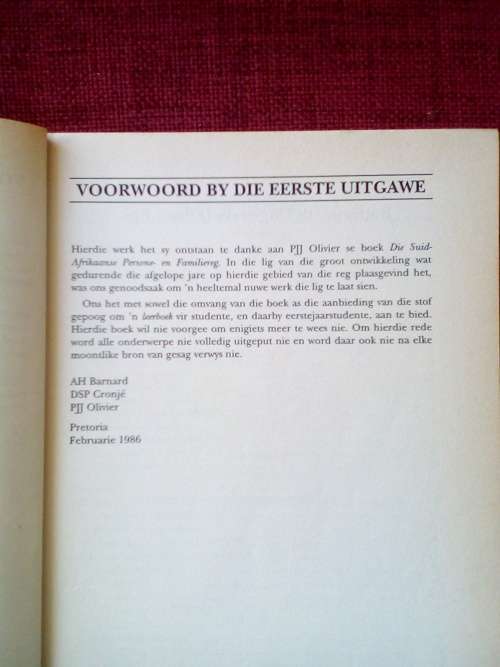 VOORWOORD BY DIE EERSTE UITGAWE
Hierdie werk het sy ontstaan te danke aan PJJ Olivier se boek Die Suid-
Afrikaanse Persone- en Familiereg. In die lig van die groot ontwikkeling wat
gedurende die afgelope jare op hierdie gebied van die reg plaasgevind het,
was ons genoodsaak om 'n heeltemal nuwe werk die lig te laat sien.
Ons het met sowel die omvang van die boek as die aanbieding van die stof
gepoog om 'n leerboek vir studente, en daarby eerstejaarstudente, aan te bied.
Hierdie boek wil nie voorgee om enigiets meer te wees nie. Om hierdie rede
word alle onderwerpe nie volledig uitgeput nie en word daar ook nie na elke
moontlike bron van gesag verwys nie.
AH Barnard
DSP Cronjé
PJJ Olivier
Pretoria
Februarie 1986